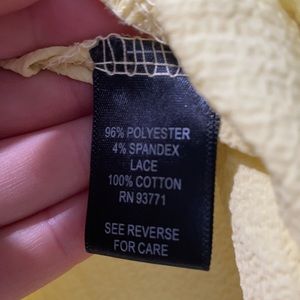 96% POLYESTER
4% SPANDEX
LACE
100% COTTON
RN 93771
SEE REVERSE
FOR CARE